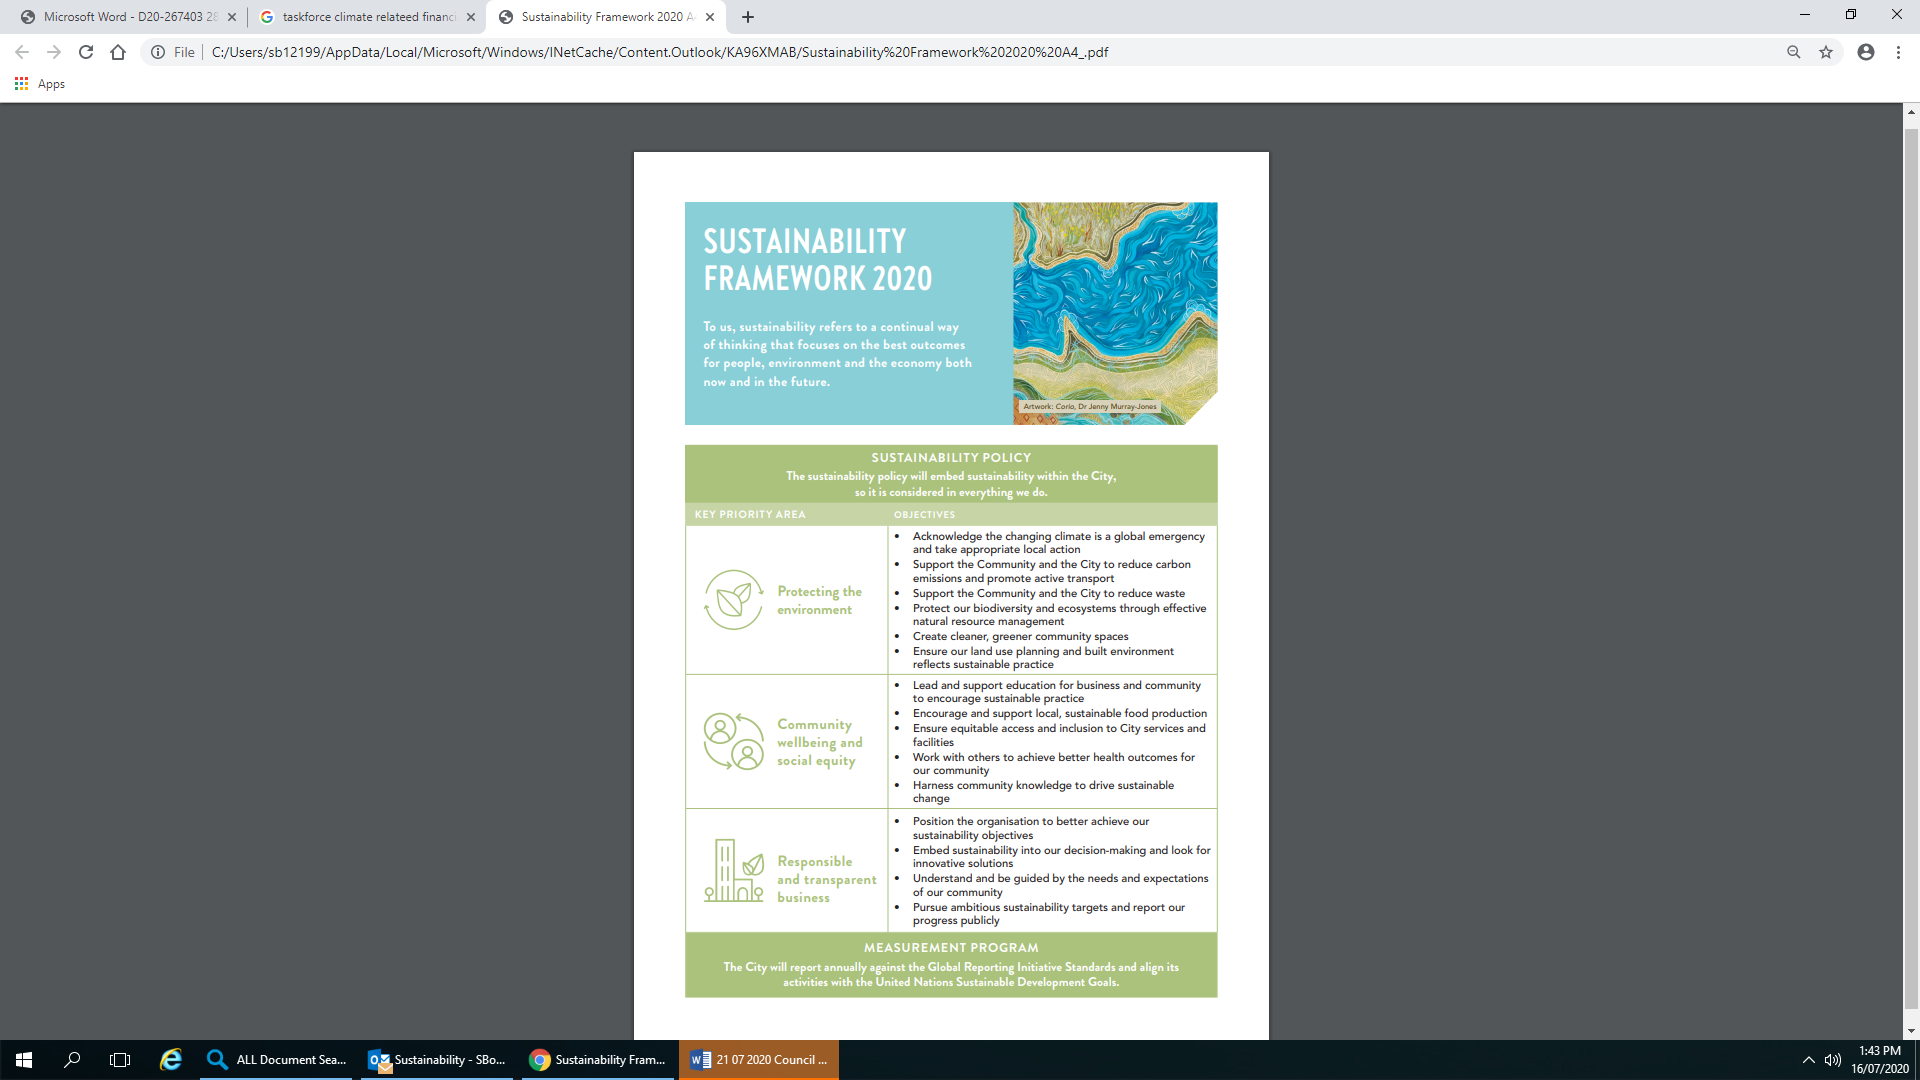 Microsoft Word - D20-267403 28
taskforce climate relateed financi
Sustainability Framework 2020 A4
File
C:/Users/sb12199/AppData/Local/Microsoft/Windows/INetCache/Content.Outlook/KA96XMAB/Sustainability%20Framework%202020%20A4_.pdf
Apps
SUSTAINABILITY
FRAMEWORK 2020
To us, sustainability refers to a continual way
of thinking that focuses on the best outcomes
for people, environment and the economy both
now and in the future.
Artwork: Corio, Dr Jenny Murray-Jones
SUSTAINABILITY POLICY
The sustainability policy will embed sustainability within the City,
so it is considered in everything we do.
KEY PRIORITY AREA
OBJECTIVES
Protecting the
environment
• Acknowledge the changing climate is a global emergency
and take appropriate local action
• Support the Community and the City to reduce carbon
emissions and promote active transport
• Support the Community and the City to reduce waste
• Protect our biodiversity and ecosystems through effective
natural resource management
• Create cleaner, greener community spaces
• Ensure our land use planning and built environment
reflects sustainable practice
Community
wellbeing and
social equity
• Lead and support education for business and community
to encourage sustainable practice
• Encourage and support local, sustainable food production
• Ensure equitable access and inclusion to City services and
facilities
• Work with others to achieve better health outcomes for
our community
• Harness community knowledge to drive sustainable
change
Responsible
and transparent
business
• Position the organisation to better achieve our
sustainability objectives
• Embed sustainability into our decision-making and look for
innovative solutions
• Understand and be guided by the needs and expectations
of our community
• Pursue ambitious sustainability targets and report our
progress publicly
MEASUREMENT PROGRAM
The City will report annually against the Global Reporting Initiative Standards and align its
activities with the United Nations Sustainable Development Goals.
ALL Document Sea...
Sustainability - SBo...
Sustainability Fram...
21 07 2020 Council ...
1:43 PM
16/07/2020